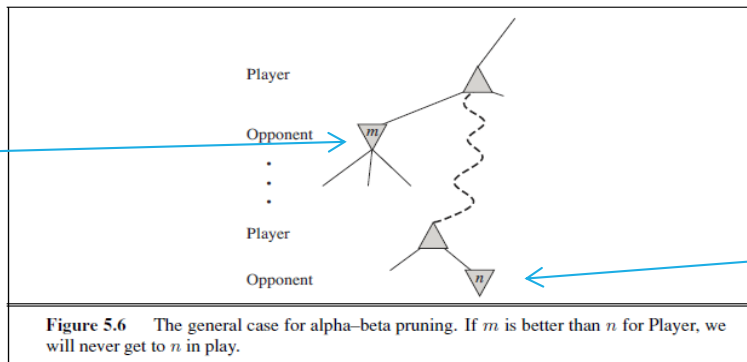 Player
Opponent
m
Player
Opponent
n
Figure 5.6 The general case for alpha–beta pruning. If m is better than n for Player, we
will never get to n in play.